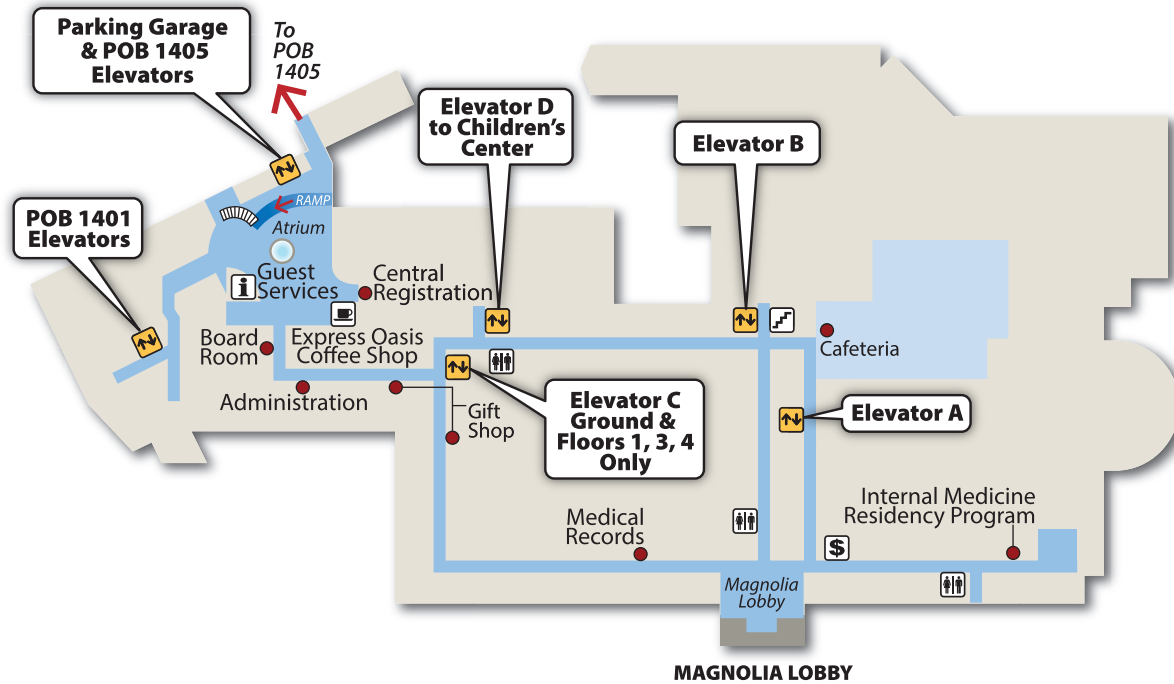 Parking Garage
& POB 1405
Elevators
To
POB
1405
Elevator D
to Children's
Center
Elevator B
POB 1401
Elevators
RAMP
Atrium
i
Guest
Services
Central
Registration
Board
Room
Express Oasis
Coffee Shop
Cafeteria
Administration
Gift
Shop
Elevator C
Ground &
Floors 1, 3, 4
Only
Elevator A
Medical
Records
Internal Medicine
Residency Program
$
Magnolia
Lobby
MAGNOLIA LOBBY